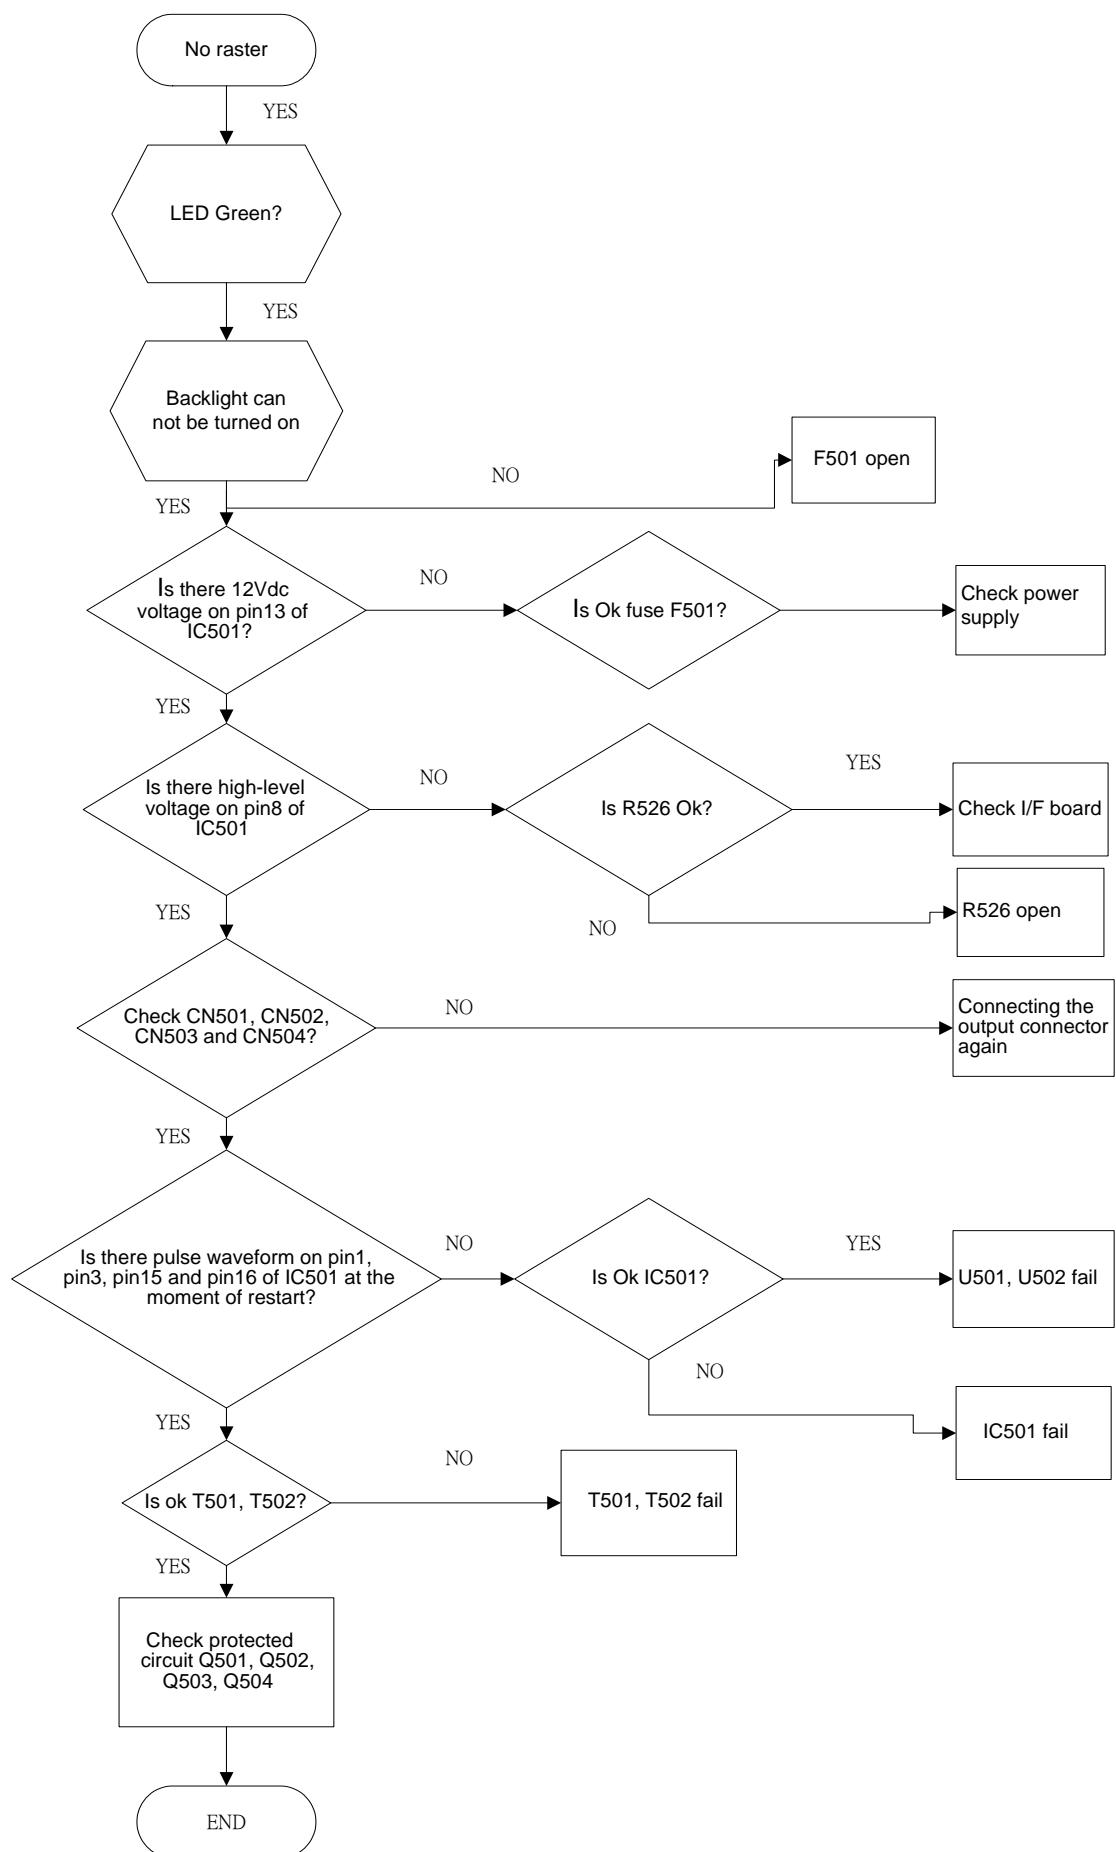 No raster
YES
LED Green?
YES
Backlight can
not be turned on
NO
F501 open
YES
Is there 12Vdc
voltage on pin13 of
IC501?
NO
Is Ok fuse F501?
Check power
supply
YES
Is there high-level
voltage on pin8 of
IC501
NO
Is R526 Ok?
YES
Check I/F board
YES
NO
R526 open
Check CN501, CN502,
CN503 and CN504?
NO
Connecting the
output connector
again
YES
Is there pulse waveform on pin1,
pin3, pin15 and pin16 of IC501 at the
moment of restart?
NO
Is Ok IC501?
YES
U501, U502 fail
NO
IC501 fail
YES
Is ok T501, T502?
NO
T501, T502 fail
YES
Check protected
circuit Q501, Q502,
Q503, Q504
END